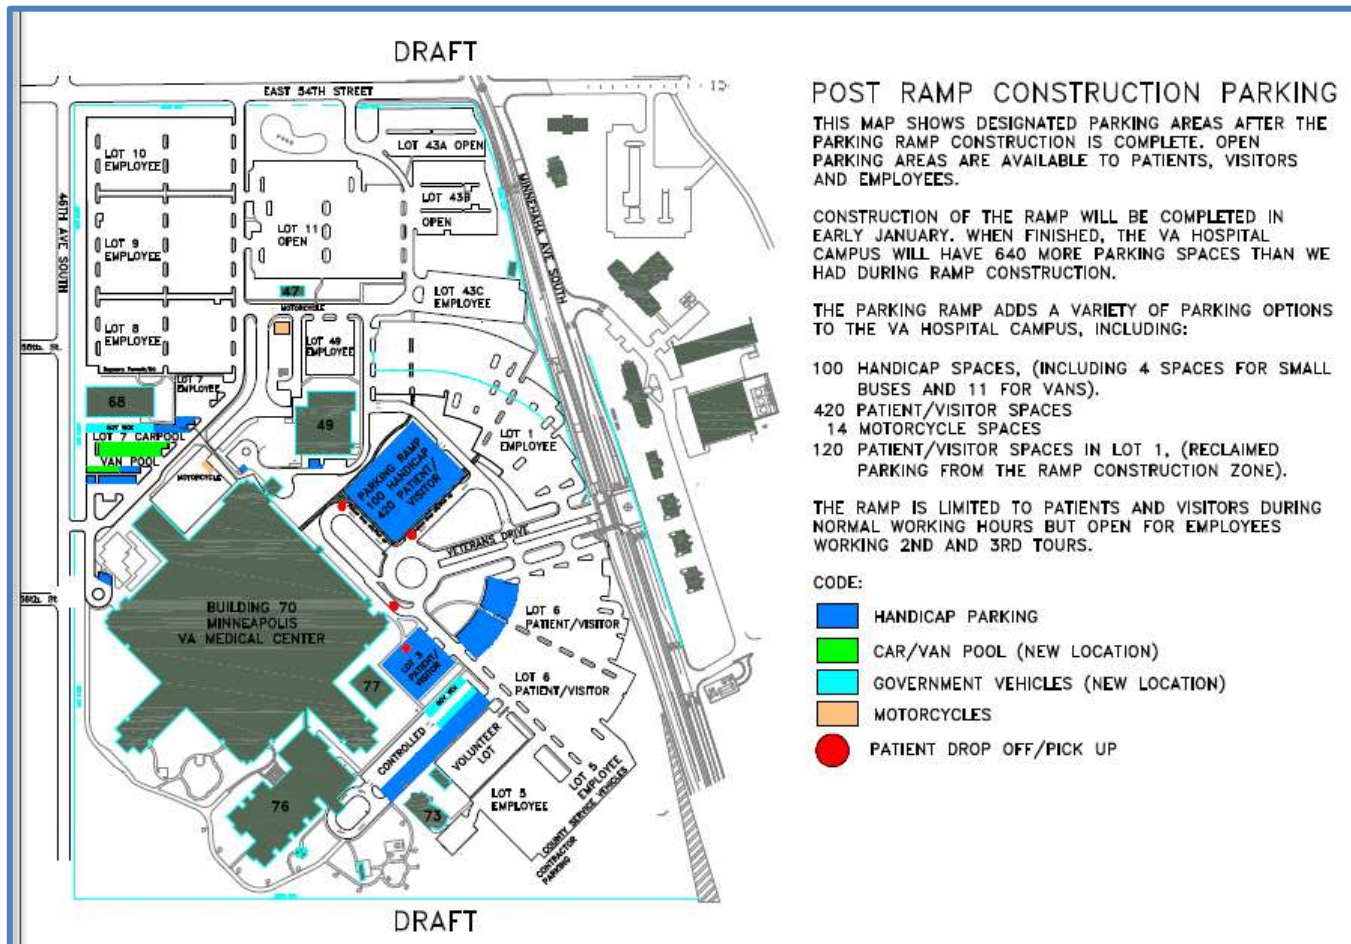 DRAFT
EAST 54TH STREET
46TH AVE SOUTH
MINNEHAHA AVE SOUTH
LOT 10
EMPLOYEE
LOT 9
EMPLOYEE
LOT 8
EMPLOYEE
LOT 11
OPEN
LOT 43A OPEN
LOT 43B
OPEN
LOT 43C
EMPLOYEE
47
MOTORCYCLE
LOT 49
EMPLOYEE
LOT 7
EMPLOYEE
68
LOT 7 CARPOOL
VAN POOL
MOTORCYCLE
49
LOT 1
EMPLOYEE
PARKING RAMP
100 HANDICAP
420 PATIENT/
VISITOR
VETERANS DRIVE
BUILDING 70
MINNEAPOLIS
VA MEDICAL CENTER
LOT 6
PATIENT/VISITOR
LOT 3
PATIENT/
VISITOR
77
LOT 6
PATIENT/VISITOR
CONTROLLED
VOLUNTEER
LOT
76
73
LOT 5
EMPLOYEE
LOT 5
EMPLOYEE
COUNTY SERVICE VEHICLES
CONTRACTOR
PARKING
DRAFT
POST RAMP CONSTRUCTION PARKING
THIS MAP SHOWS DESIGNATED PARKING AREAS AFTER THE
PARKING RAMP CONSTRUCTION IS COMPLETE. OPEN
PARKING AREAS ARE AVAILABLE TO PATIENTS, VISITORS
AND EMPLOYEES.
CONSTRUCTION OF THE RAMP WILL BE COMPLETED IN
EARLY JANUARY. WHEN FINISHED, THE VA HOSPITAL
CAMPUS WILL HAVE 640 MORE PARKING SPACES THAN WE
HAD DURING RAMP CONSTRUCTION.
THE PARKING RAMP ADDS A VARIETY OF PARKING OPTIONS
TO THE VA HOSPITAL CAMPUS, INCLUDING:
100 HANDICAP SPACES, (INCLUDING 4 SPACES FOR SMALL
BUSES AND 11 FOR VANS).
420 PATIENT/VISITOR SPACES
14 MOTORCYCLE SPACES
120 PATIENT/VISITOR SPACES IN LOT 1, (RECLAIMED
PARKING FROM THE RAMP CONSTRUCTION ZONE).
THE RAMP IS LIMITED TO PATIENTS AND VISITORS DURING
NORMAL WORKING HOURS BUT OPEN FOR EMPLOYEES
WORKING 2ND AND 3RD TOURS.
CODE:
HANDICAP PARKING
CAR/VAN POOL (NEW LOCATION)
GOVERNMENT VEHICLES (NEW LOCATION)
MOTORCYCLES
PATIENT DROP OFF/PICK UP